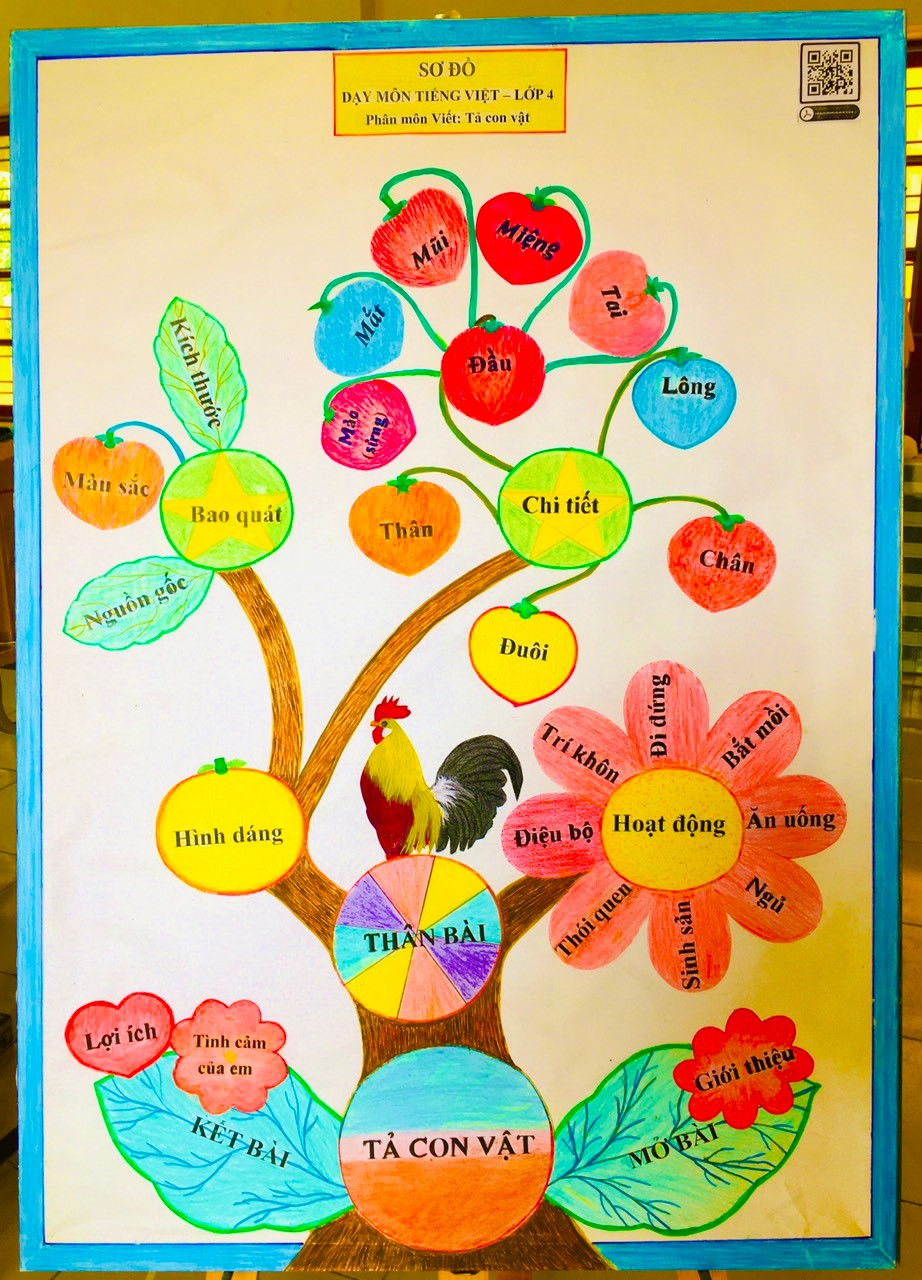 SƠ ĐỒ
DẠY MÔN TIẾNG VIỆT – LỚP 4
Phân môn Viết: Tả con vật
Mũi
Miệng
Mắt
Tai
Đầu
Mào
(sừng)
Lông
Kích thước
Màu sắc
Bao quát
Nguồn gốc
Chi tiết
Thân
Chân
Đuôi
Hình dáng
Hoạt động
Đi đứng
Bắt mồi
Ăn uống
Ngủ
Sinh sản
Thói quen
Điệu bộ
Trí khôn
THÂN BÀI
Lợi ích
Tình cảm
của em
KẾT BÀI
TẢ CON VẬT
Giới thiệu
MỞ BÀI